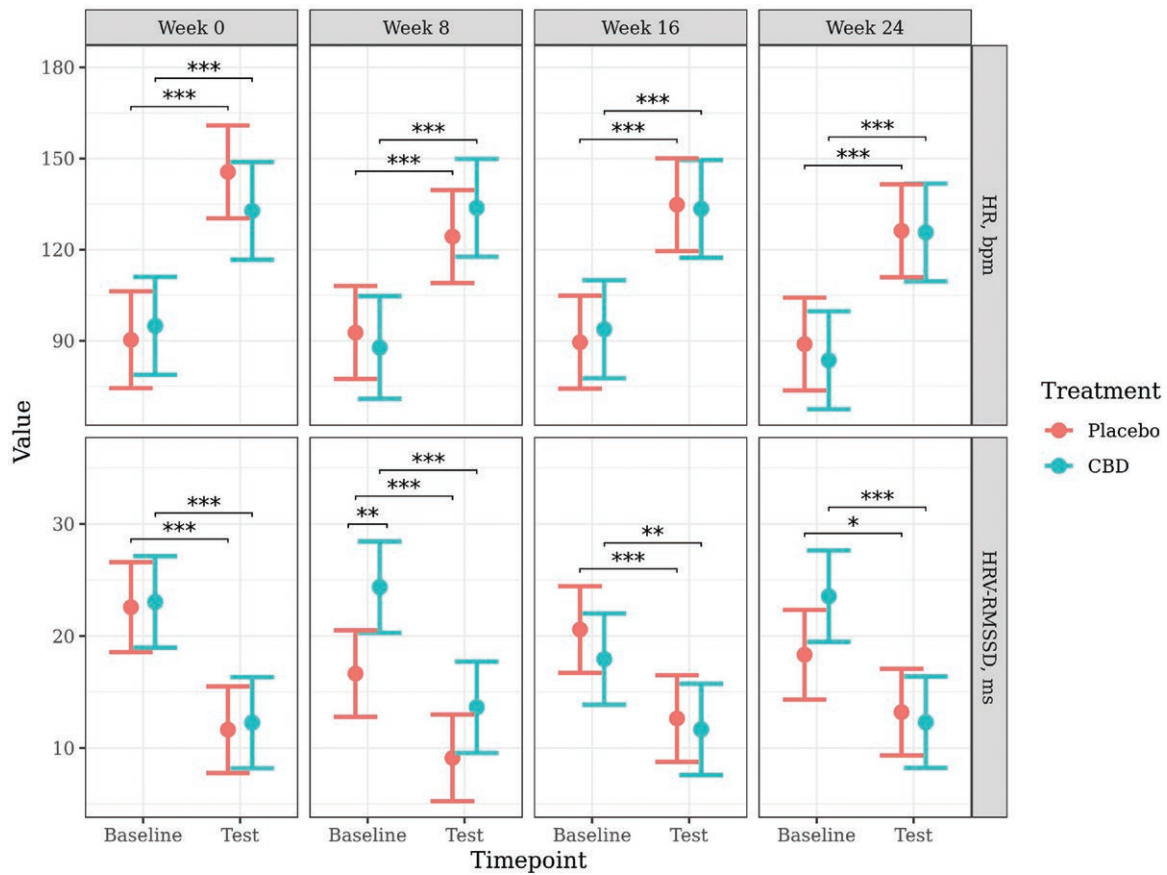 Week 0 Week 8 Week 16 Week 24
180
150
120
90
*** ***
*** ***
*** ***
*** ***
HR, bpm
Value
30
20
10
*** ***
*** *** **
** ***
*** *
HRV-RMSSD, ms
Baseline Test Baseline Test Baseline Test Baseline Test
Timepoint
Treatment
Placebo
CBD